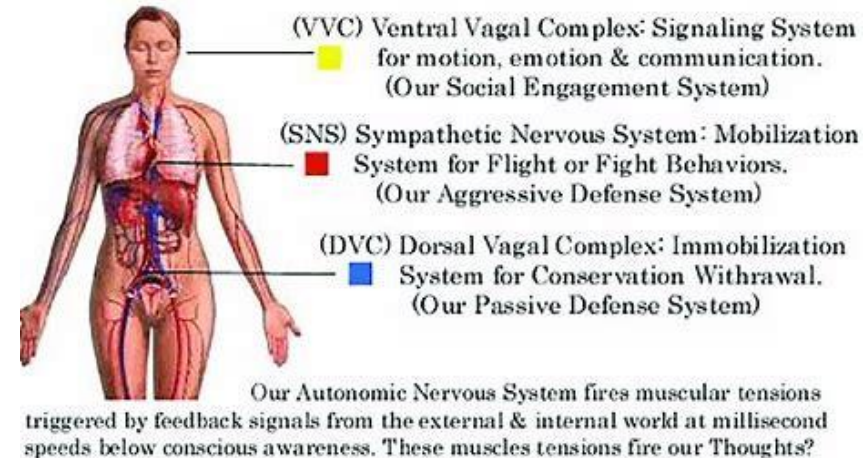 (VVC) Ventral Vagal Complex: Signaling System
for motion, emotion & communication.
(Our Social Engagement System)
(SNS) Sympathetic Nervous System: Mobilization
System for Flight or Fight Behaviors.
(Our Aggressive Defense System)
(DVC) Dorsal Vagal Complex: Immobilization
System for Conservation Withrawal.
(Our Passive Defense System)
Our Autonomic Nervous System fires muscular tensions
triggered by feedback signals from the external & internal world at millisecond
speeds below conscious awareness. These muscles tensions fire our Thoughts?